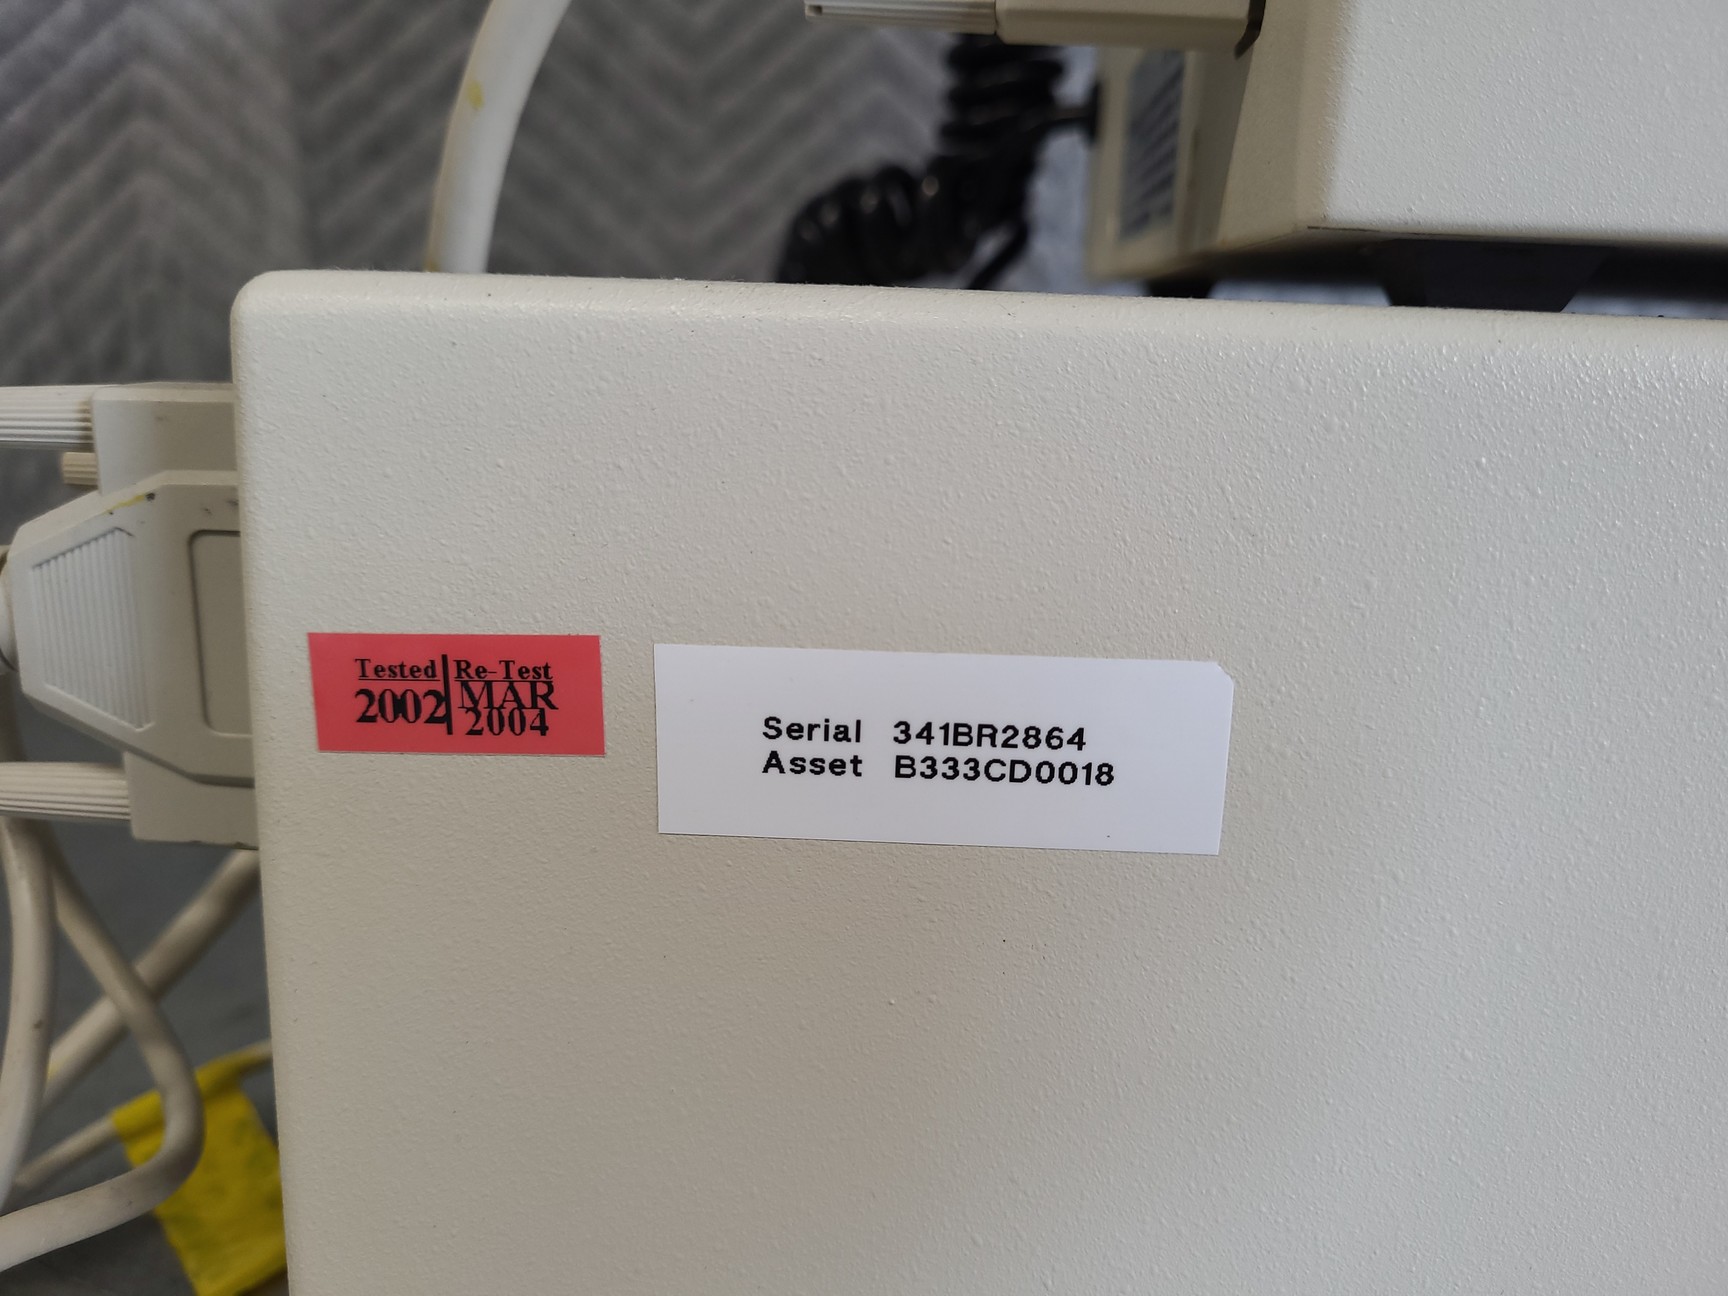 Tested
2002
Re-Test
MAR
2004
Serial 341BR2864
Asset B333CD0018